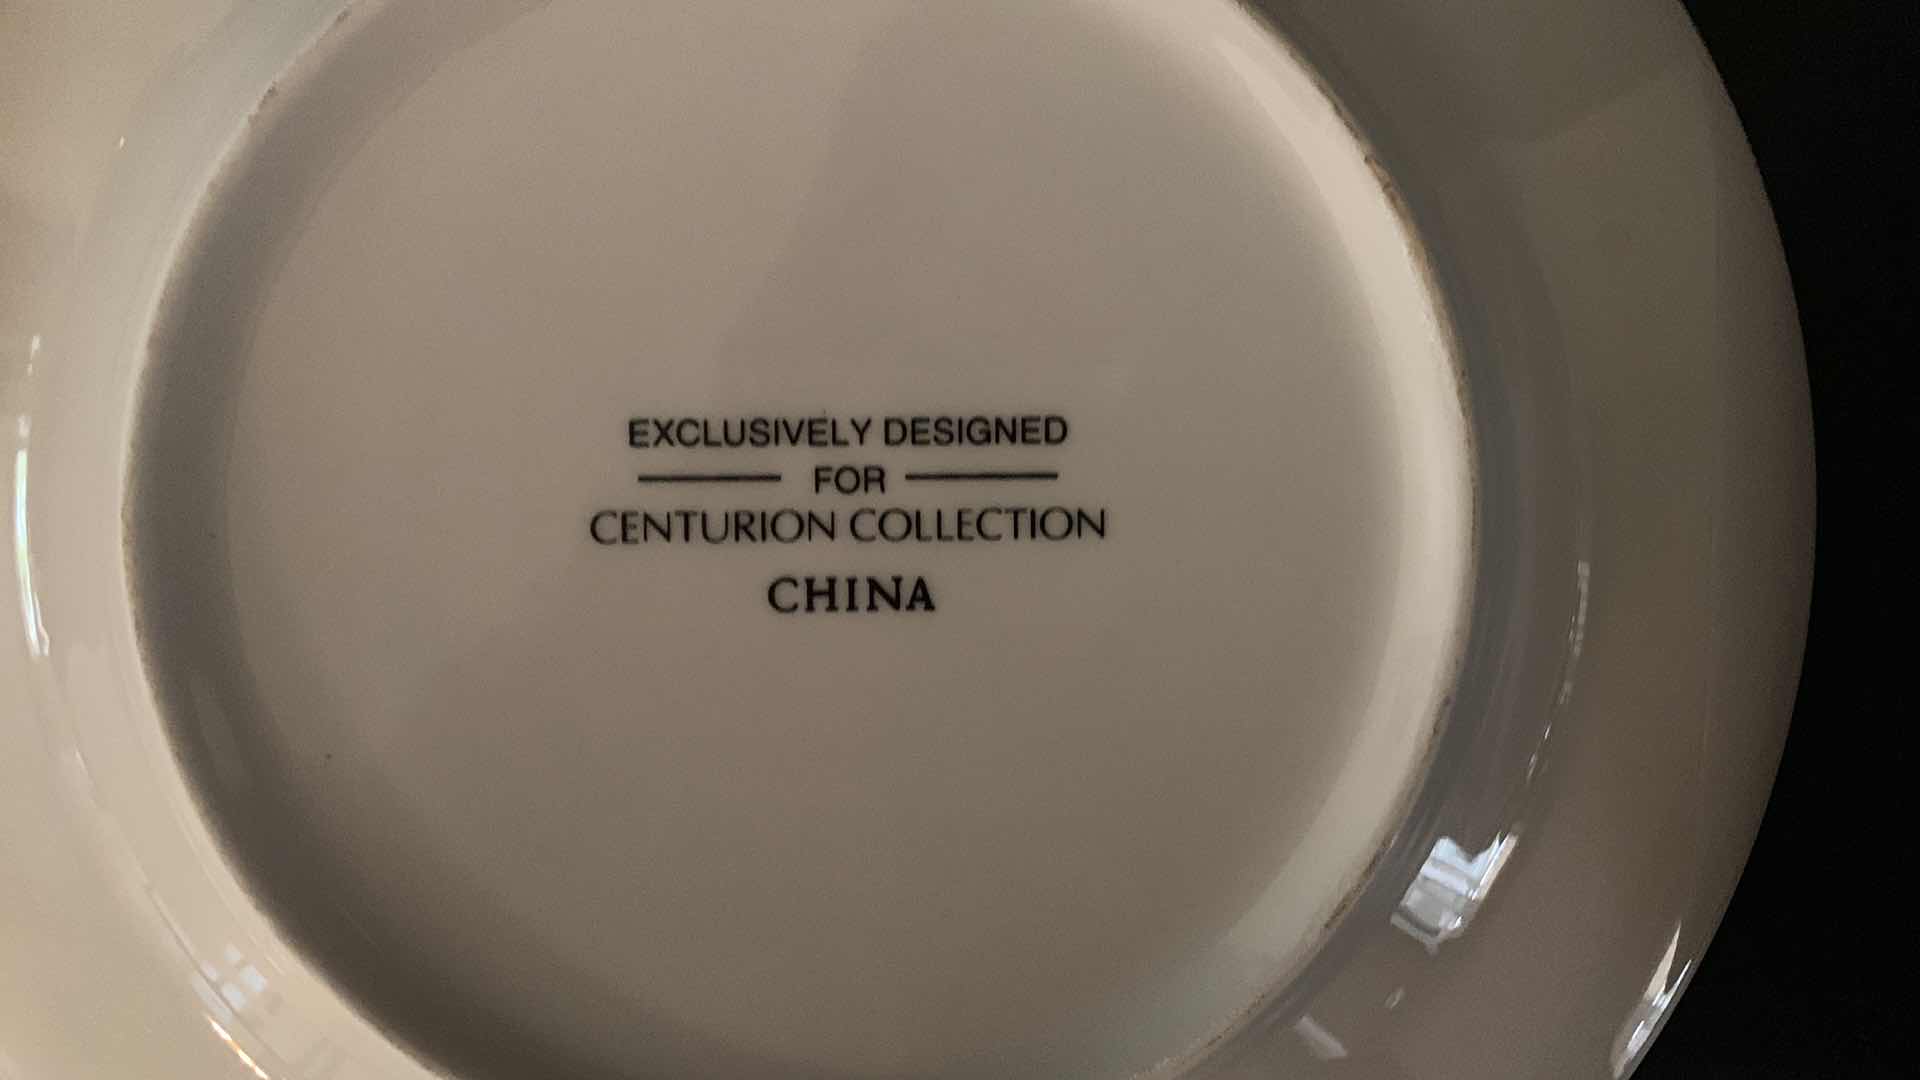 EXCLUSIVELY DESIGNED
FOR
CENTURION COLLECTION
CHINA